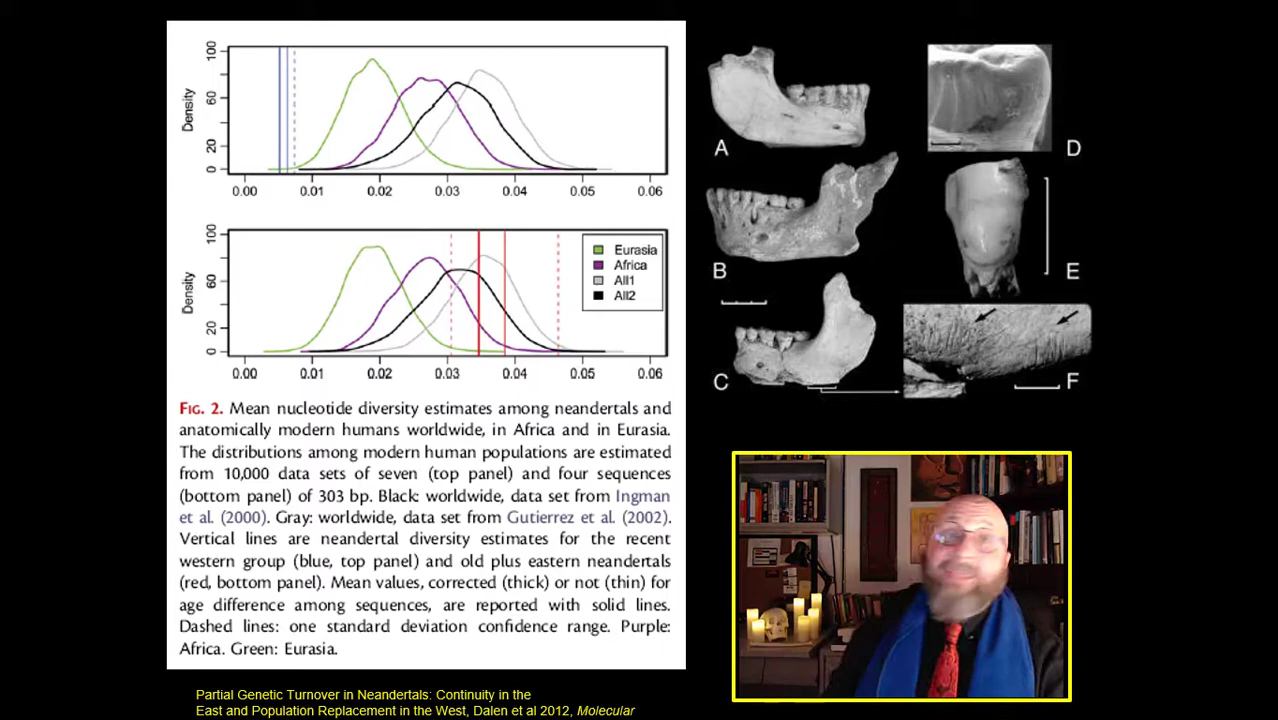 100
60
20
0
Density
0.00 0.01 0.02 0.03 0.04 0.05 0.06
100
60
20
0
Density
Eurasia
Africa
All1
All2
0.00 0.01 0.02 0.03 0.04 0.05 0.06
FIG. 2. Mean nucleotide diversity estimates among neandertals and
anatomically modern humans worldwide, in Africa and in Eurasia.
The distributions among modern human populations are estimated
from 10,000 data sets of seven (top panel) and four sequences
(bottom panel) of 303 bp. Black: worldwide, data set from Ingman
et al. (2000). Gray: worldwide, data set from Gutierrez et al. (2002).
Vertical lines are neandertal diversity estimates for the recent
western group (blue, top panel) and old plus eastern neandertals
(red, bottom panel). Mean values, corrected (thick) or not (thin) for
age difference among sequences, are reported with solid lines.
Dashed lines: one standard deviation confidence range. Purple:
Africa. Green: Eurasia.
Partial Genetic Turnover in Neandertals: Continuity in the
East and Population Replacement in the West, Dalen et al 2012, Molecular
A
D
B
E
C
F